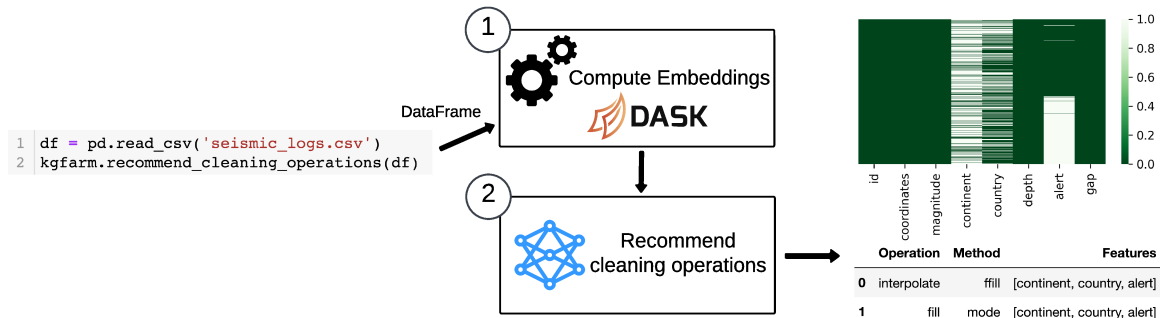 1 df = pd.read_csv('seismic_logs.csv')
2 kgfarm.recommend_cleaning_operations(df)
DataFrame
1
Compute Embeddings
DASK
2
Recommend
cleaning operations
1.0
0.8
0.6
0.4
0.2
0.0
id
coordinates
magnitude
continent
country
depth
alert
gap
Operation Method Features
0 interpolate ffill [continent, country, alert]
1 fill mode [continent, country, alert]